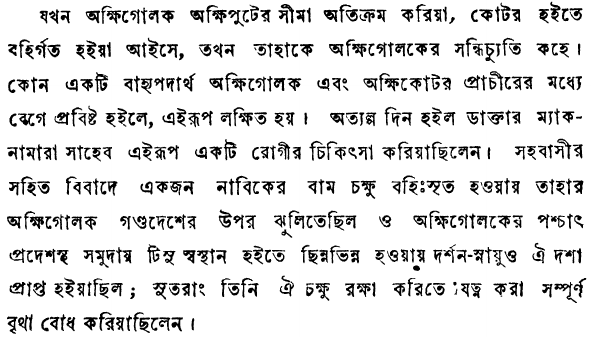 যখন অক্ষিগোলক অক্ষিপুটের সীমা অতিক্রম করিয়া, কোটর হইতে
বহির্গত হইয়া আইসে, তখন তাহাকে অক্ষিগোলকের সন্ধিচ্যুতি কহে।
কোন একটি বাহ্যপদার্থ অক্ষিগোলক এবং অক্ষিকোটর প্রাচীরের মধ্যে
বেগে প্রবিষ্ট হইলে, এইরূপ লক্ষিত হয়। অত্যল্প দিন হইল ডাক্তার ম্যাক-
নামারা সাহেব এইরূপ একটি রোগীর চিকিৎসা করিয়াছিলেন। সহবাসীর
সহিত বিবাদে একজন নাবিকের বাম চক্ষু বহিঃসৃত হওয়ায় তাহার
অক্ষিগোলক গণ্ডদেশের উপর ঝুলিতেছিল ও অক্ষিগোলকের পশ্চাৎ
প্রদেশস্থ সমুদায় টিসু স্বস্থান হইতে ছিন্নভিন্ন হওয়ায় দর্শন-স্নায়ুও ঐ দশা
প্রাপ্ত হইয়াছিল; সুতরাং তিনি ঐ চক্ষু রক্ষা করিতে যত্ন করা সম্পূর্ণ
বৃথা বোধ করিয়াছিলেন।